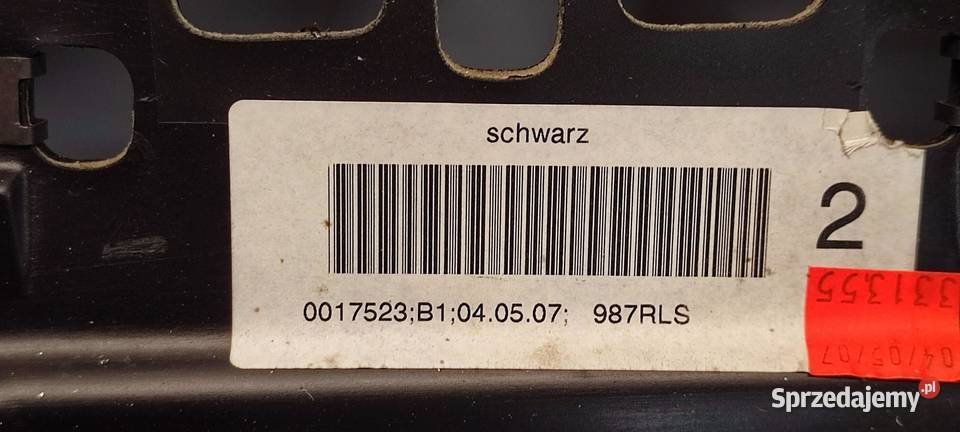 schwarz
2
0017523;B1;04.05.07; 987RLS
331355
04/05/07
Sprzedajemy.pl